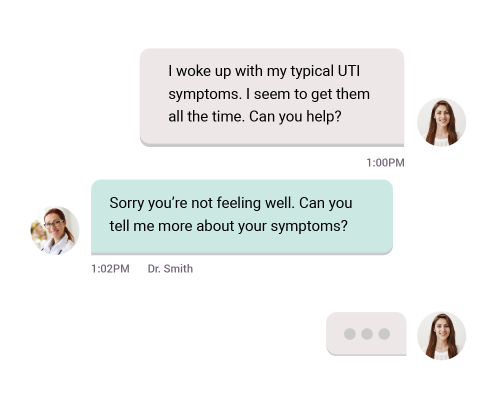 I woke up with my typical UTI
symptoms. I seem to get them
all the time. Can you help?
1:00PM
Sorry you’re not feeling well. Can you
tell me more about your symptoms?
1:02PM Dr. Smith